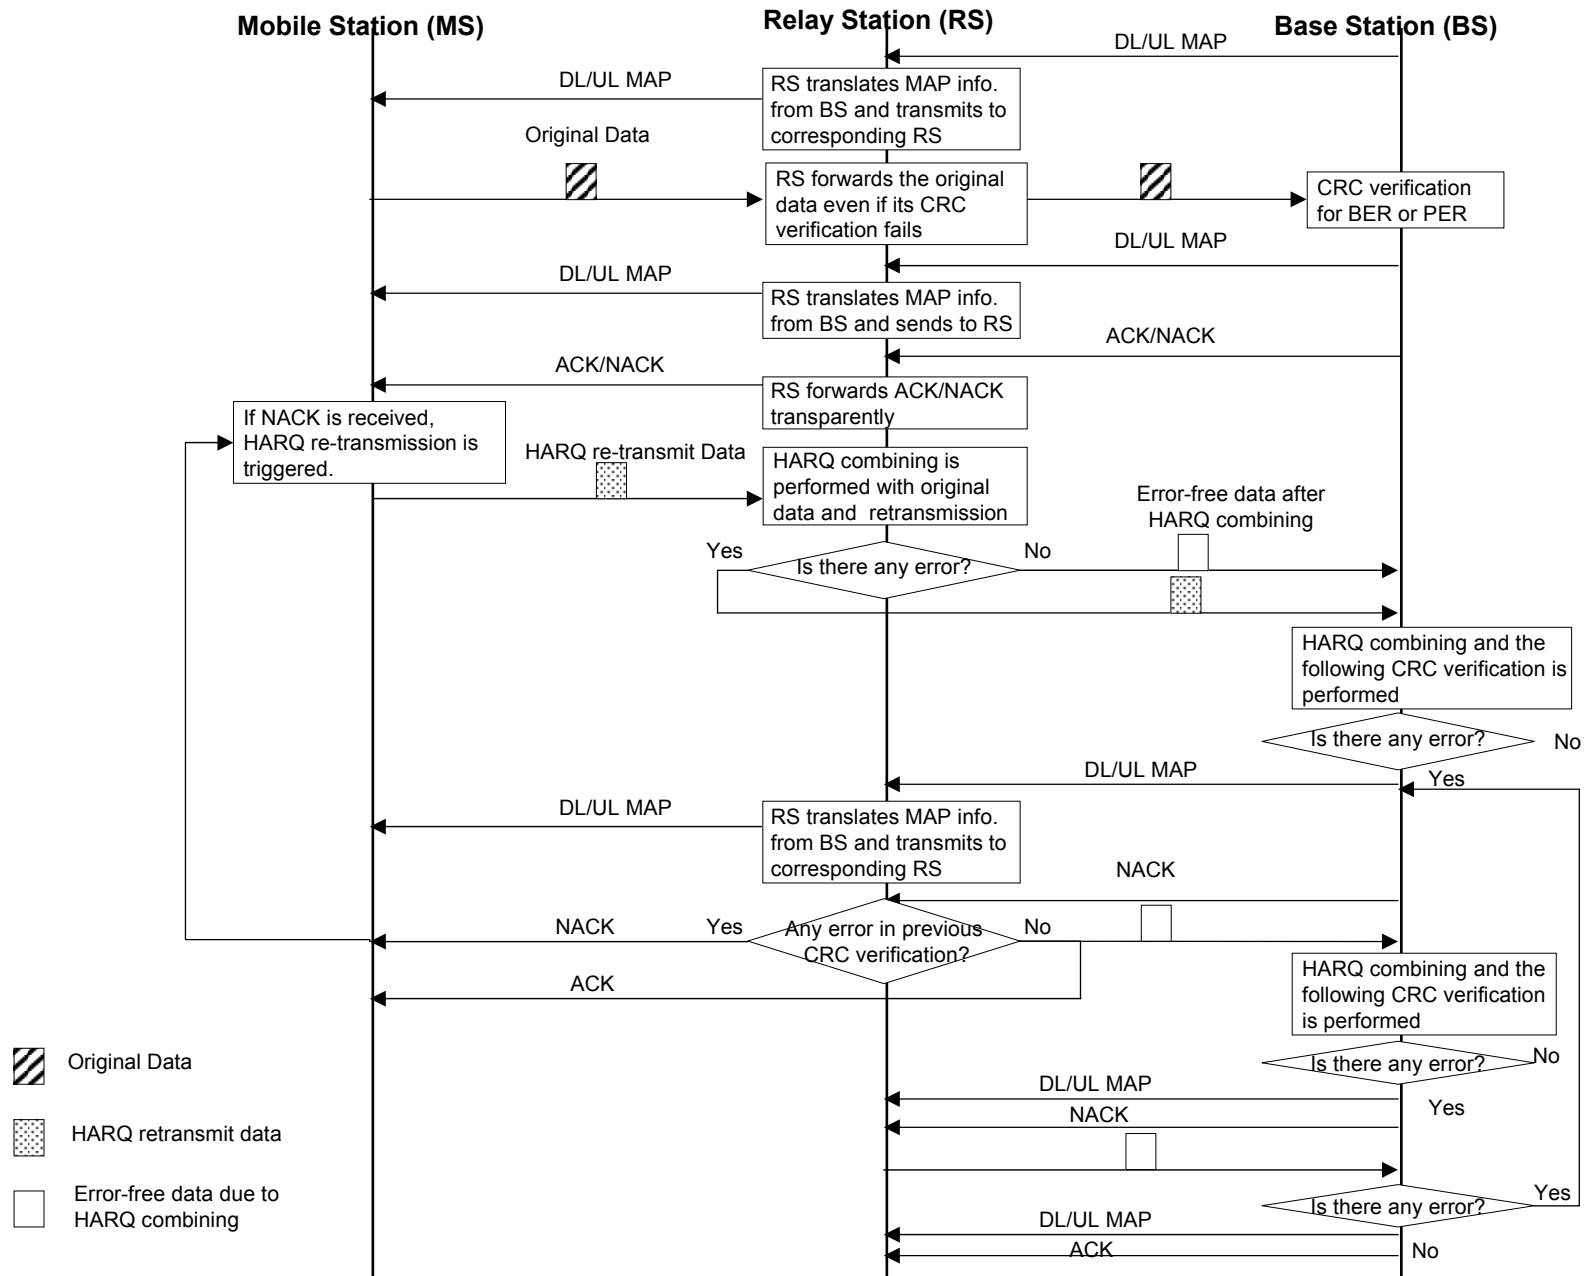 Mobile Station (MS)
Relay Station (RS)
Base Station (BS)
DL/UL MAP
DL/UL MAP
RS translates MAP info.
from BS and transmits to
corresponding RS
Original Data
RS forwards the original
data even if its CRC
verification fails
CRC verification
for BER or PER
DL/UL MAP
DL/UL MAP
RS translates MAP info.
from BS and sends to RS
ACK/NACK
ACK/NACK
RS forwards ACK/NACK
transparently
If NACK is received,
HARQ re-transmission is
triggered.
HARQ re-transmit Data
HARQ combining is
performed with original
data and retransmission
Error-free data after
HARQ combining
Yes
Is there any error?
No
HARQ combining and the
following CRC verification is
performed
Is there any error?
No
DL/UL MAP
Yes
DL/UL MAP
RS translates MAP info.
from BS and transmits to
corresponding RS
NACK
NACK
Yes
Any error in previous
CRC verification?
No
ACK
HARQ combining and the
following CRC verification
is performed
Is there any error?
No
DL/UL MAP
Yes
NACK
Is there any error?
Yes
DL/UL MAP
ACK
No
Original Data
HARQ retransmit data
Error-free data due to
HARQ combining